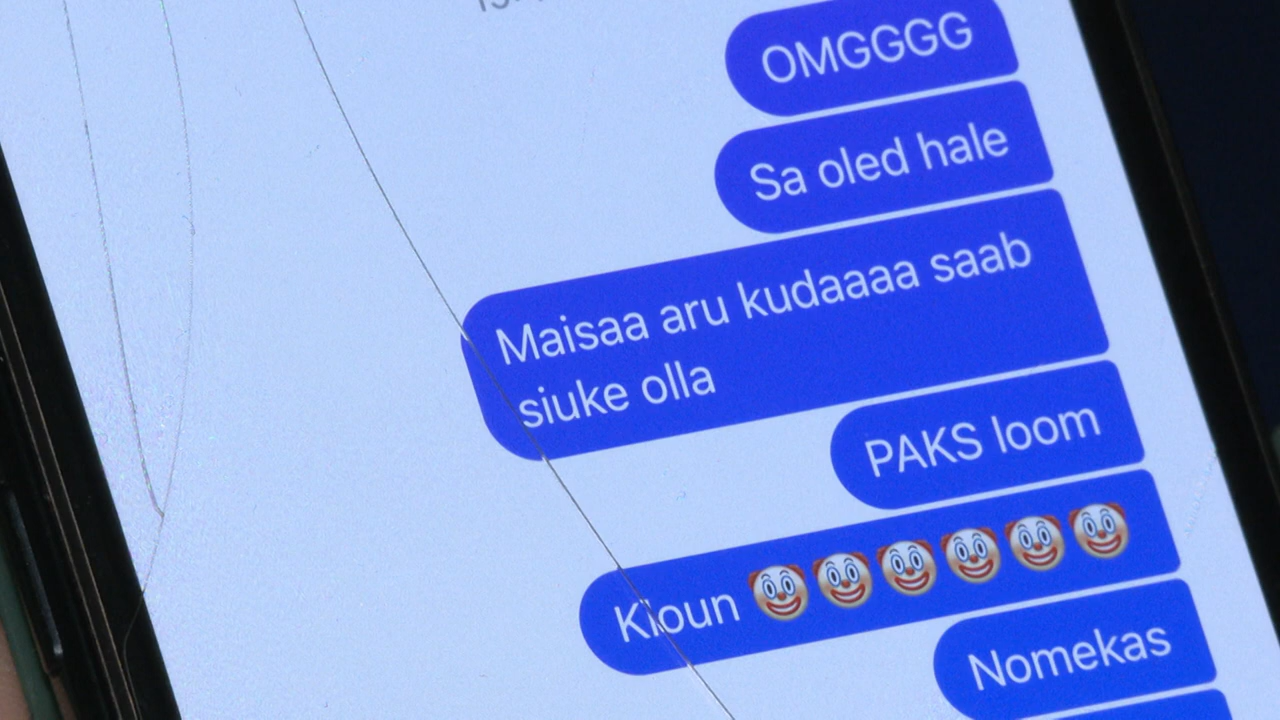 OMGGGG
Sa oled hale
Maisaa aru kudaaaa saab
siuke olla
PAKS loom
Kloun 🤡🤡🤡🤡🤡🤡
Nomekas